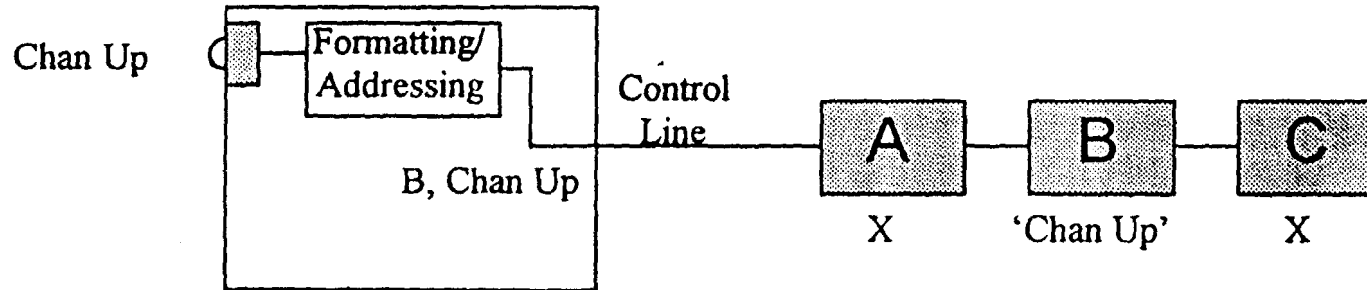 Chan Up
Formatting/
Addressing
B, Chan Up
Control
Line
A
B
C
X
‘Chan Up’
X